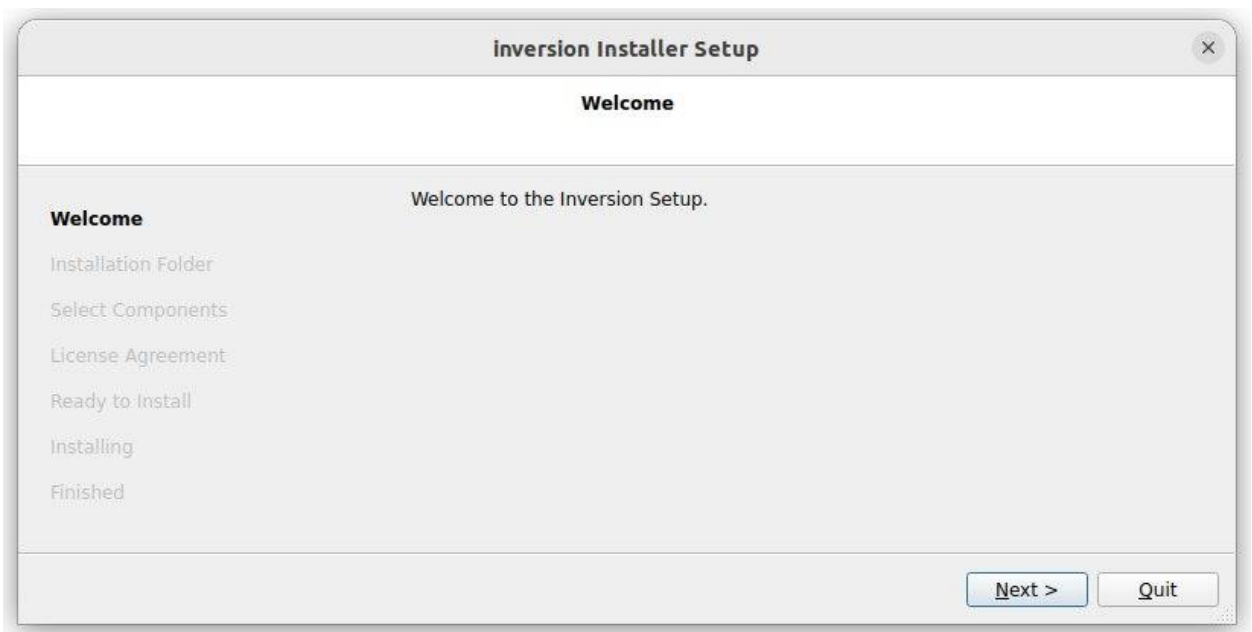 inversion Installer Setup
Welcome
Welcome to the Inversion Setup.
Welcome
Installation Folder
Select Components
License Agreement
Ready to Install
Installing
Finished
Next >
Quit